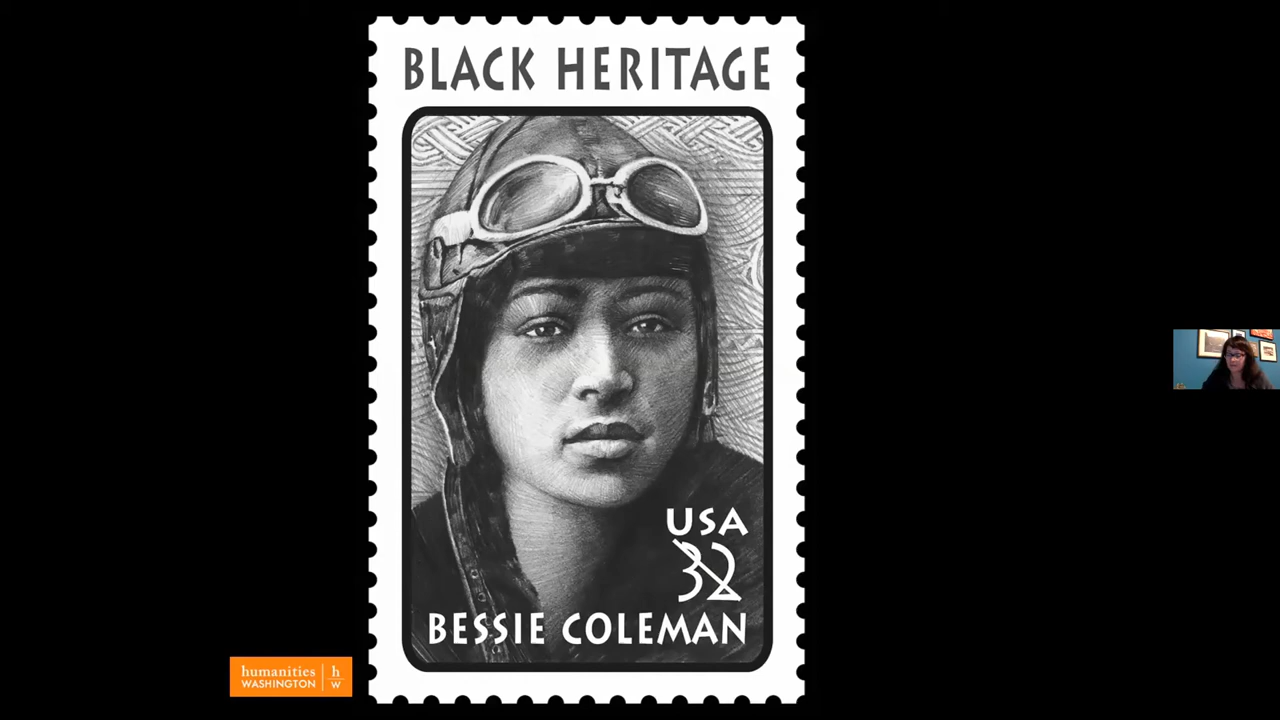 BLACK HERITAGE
USA
32
BESSIE COLEMAN
humanities h
WASHINGTON w